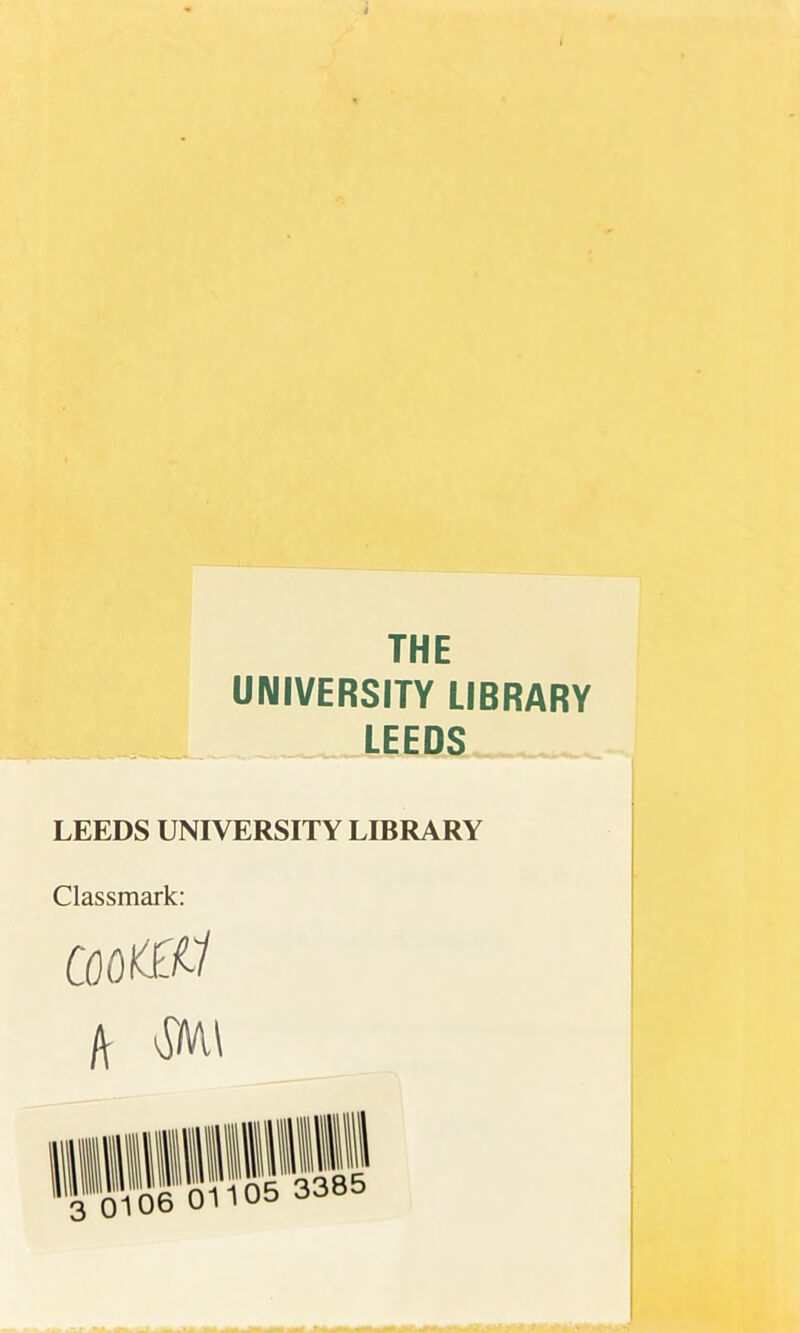 THE
UNIVERSITY LIBRARY
LEEDS
LEEDS UNIVERSITY LIBRARY
Classmark:
COOKERY
A SMI
3 0106 01105 3385